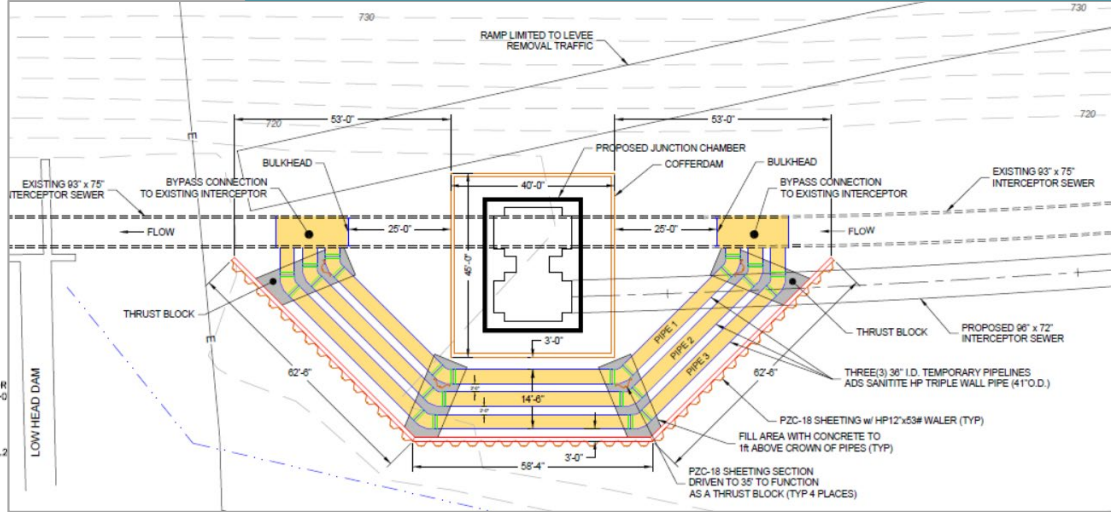 730
730
RAMP LIMITED TO LEVEE
REMOVAL TRAFFIC
720
720
53'-0"
53'-0"
PROPOSED JUNCTION CHAMBER
COFFERDAM
BULKHEAD
BULKHEAD
EXISTING 93" x 75"
INTERCEPTOR SEWER
BYPASS CONNECTION
TO EXISTING INTERCEPTOR
40'-0"
BYPASS CONNECTION
TO EXISTING INTERCEPTOR
EXISTING 93" x 75"
NTERCEPTOR SEWER
FLOW
25'-0"
25'-0"
FLOW
E
45'-0"
THRUST BLOCK
E
THRUST BLOCK
PROPOSED 96" x 72"
INTERCEPTOR SEWER
LOW HEAD DAM
62'-6"
3'-0"
PIPE 1
PIPE 2
PIPE 3
62'-6"
THREE(3) 36" I.D. TEMPORARY PIPELINES
ADS SANITITE HP TRIPLE WALL PIPE (41"O.D.)
14'-6"
PZC-18 SHEETING w/ HP12"x53# WALER (TYP)
FILL AREA WITH CONCRETE TO
1ft ABOVE CROWN OF PIPES (TYP)
58'-4"
3'-0"
PZC-18 SHEETING SECTION
DRIVEN TO 35' TO FUNCTION
AS A THRUST BLOCK (TYP 4 PLACES)